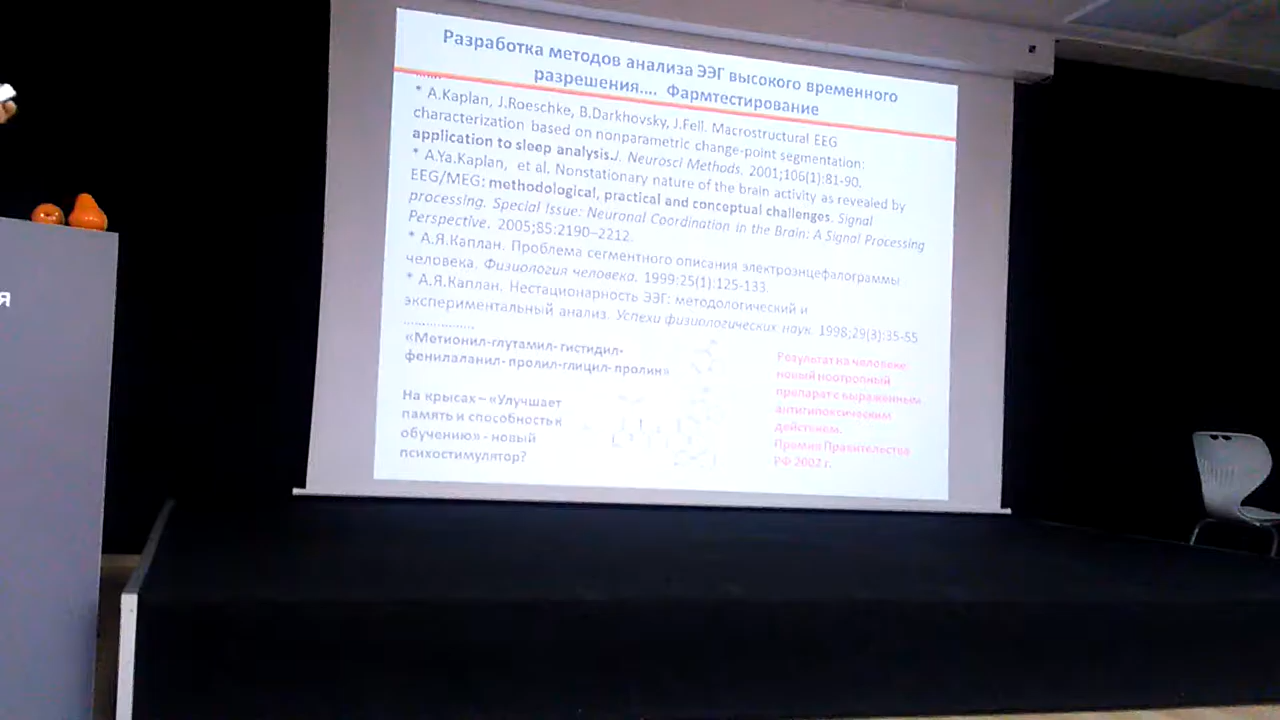 Разработка методов анализа ЭЭГ высокого временного
разрешения.... Фармтестирование
......
* A.Kaplan, J.Roeschke, B.Darkhovsky, J.Fell. Macrostructural EEG
characterization based on nonparametric change-point segmentation:
application to sleep analysis.J. Neurosci Methods. 2001;106(1):81-90.
* A.Ya.Kaplan, et al. Nonstationary nature of the brain activity as revealed by
EEG/MEG: methodological, practical and conceptual challenges. Signal
processing. Special Issue: Neuronal Coordination in the Brain: A Signal Processing
Perspective. 2005;85:2190–2212.
* А.Я.Каплан. Проблема сегментного описания электроэнцефалограммы
человека. Физиология человека. 1999:25(1):125-133.
* А.Я.Каплан. Нестационарность ЭЭГ: методологический и
экспериментальный анализ. Успехи физиологических наук. 1998;29(3):35-55
..................
«Метионил-глутамил- гистидил-
фенилаланил- пролил-глицил- пролин»
На крысах – «Улучшает
память и способность к
обучению» - новый
психостимулятор?
Результат на человеке:
новый ноотропный
препарат с выраженным
антигипоксическим
действием.
Премия Правительства
РФ 2002 г.
я